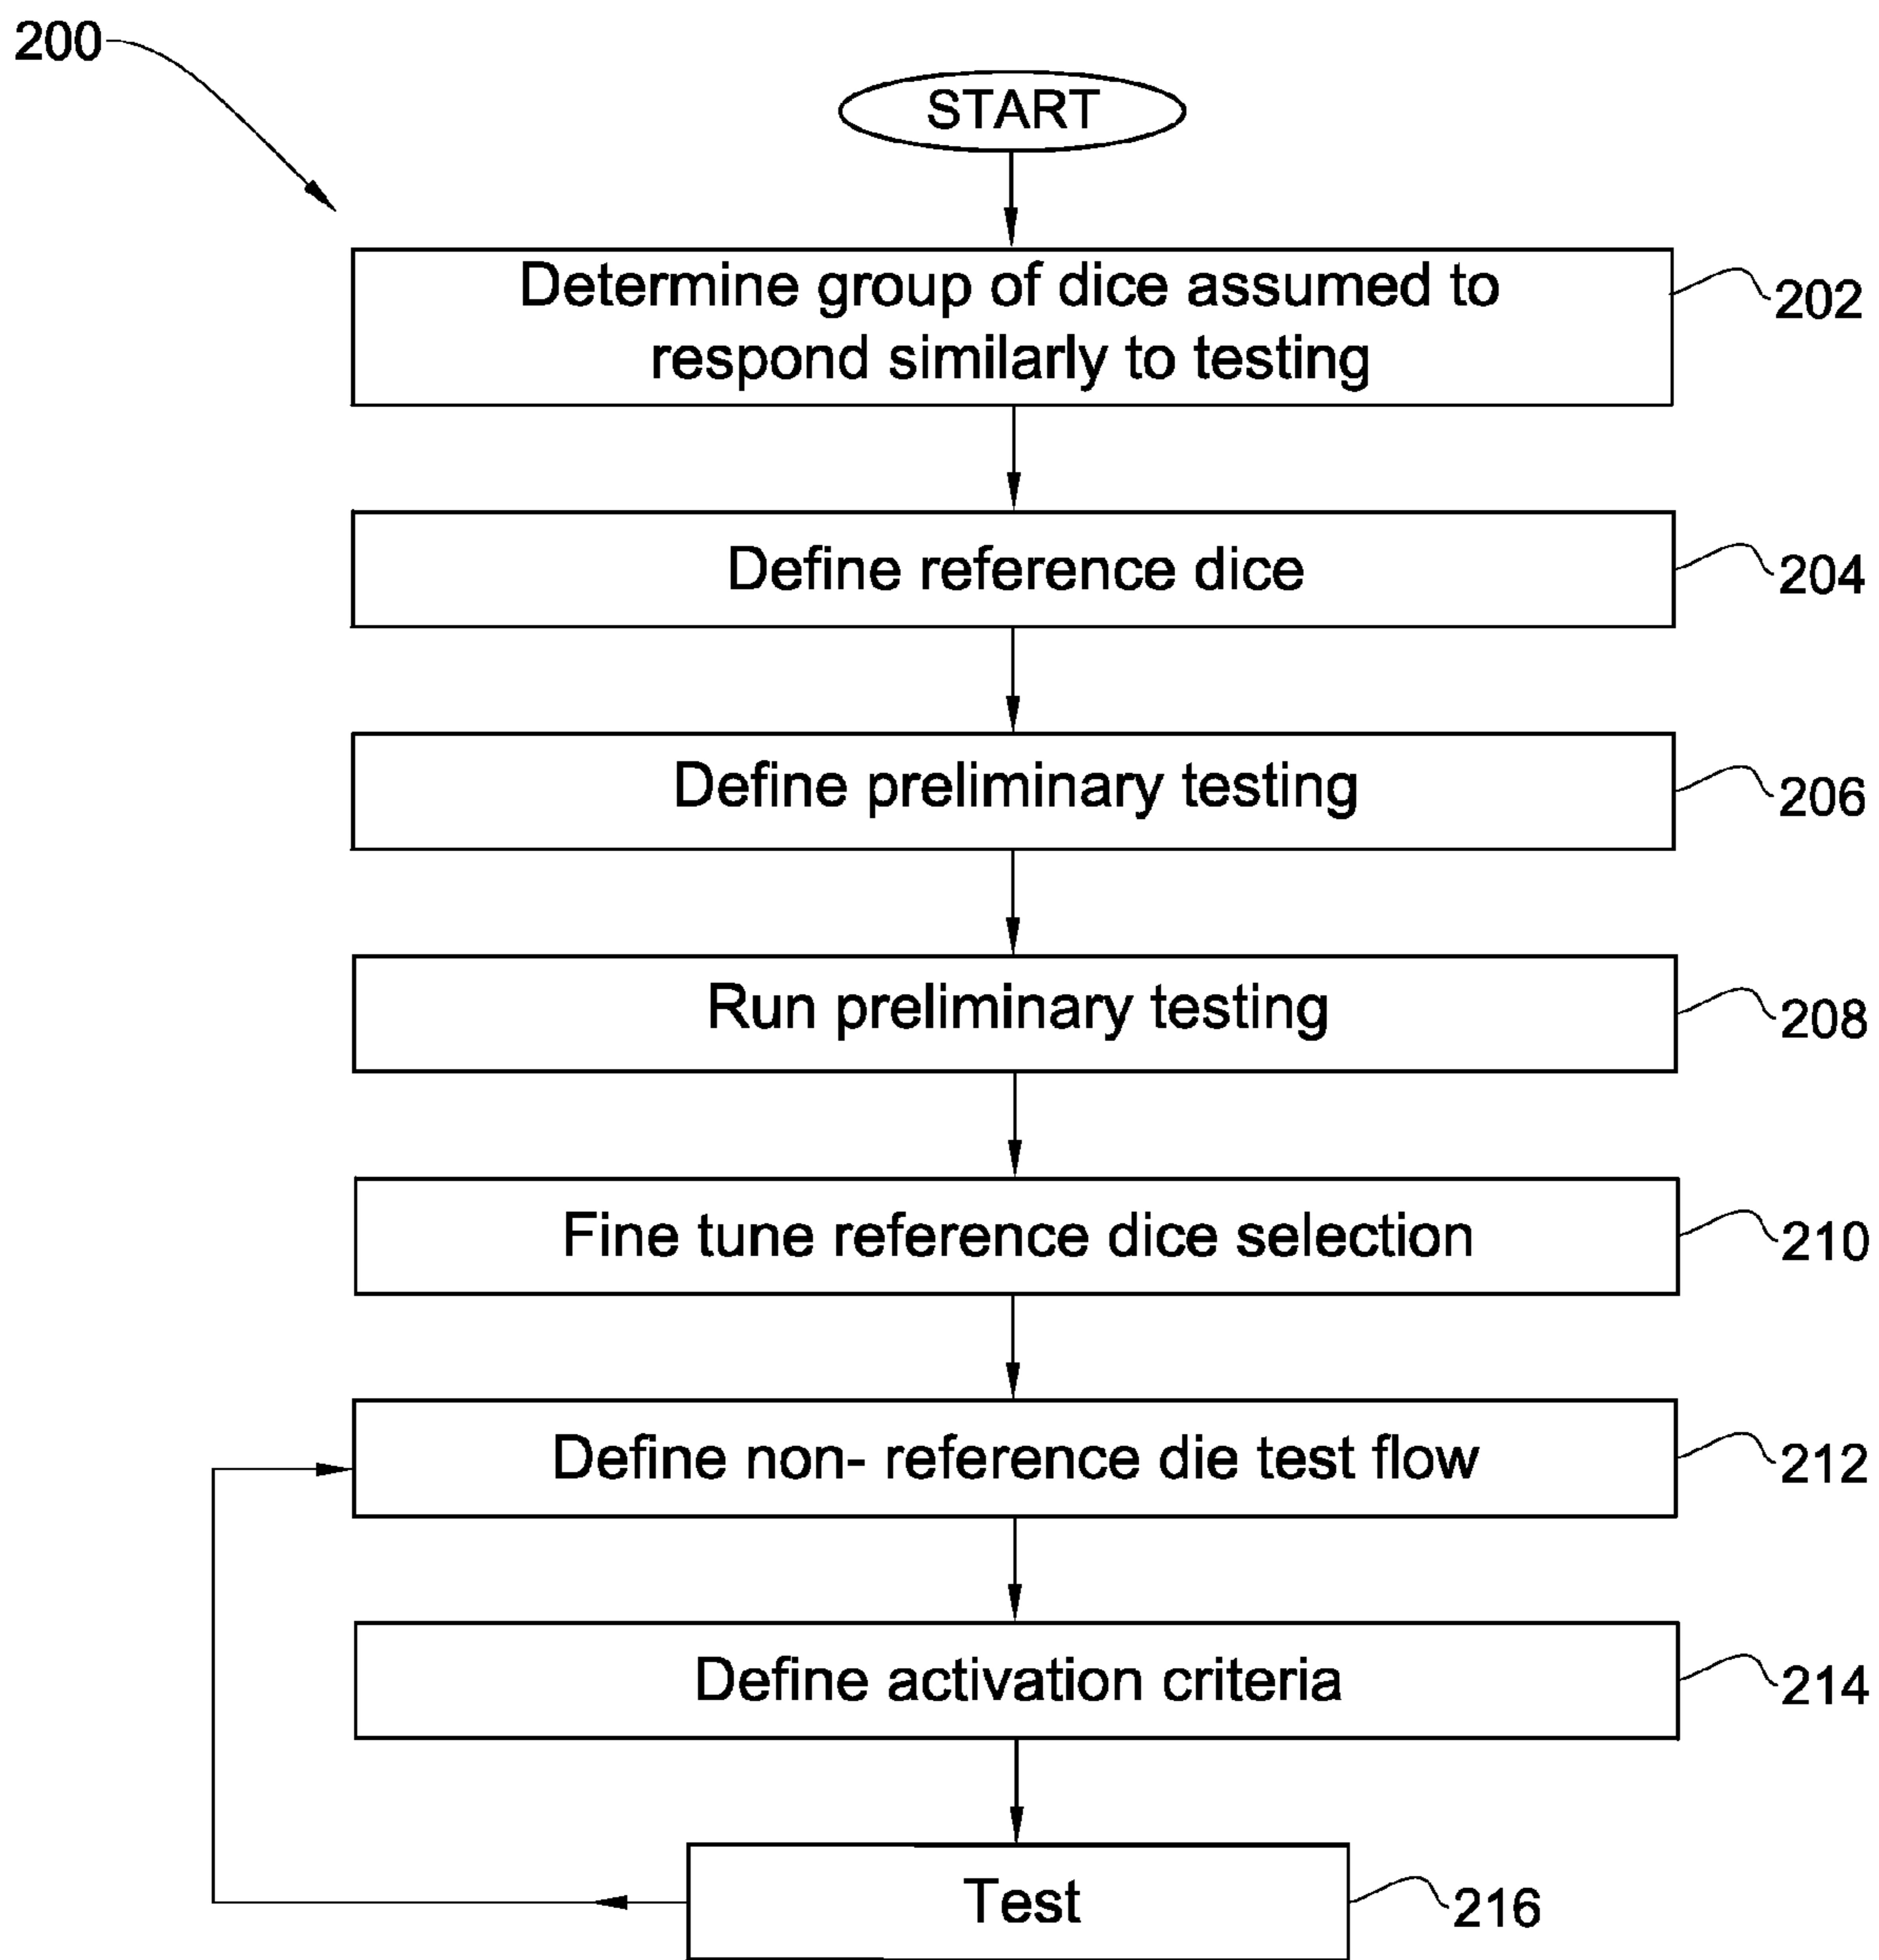 200
START
Determine group of dice assumed to
respond similarly to testing
202
Define reference dice
204
Define preliminary testing
206
Run preliminary testing
208
Fine tune reference dice selection
210
Define non- reference die test flow
212
Define activation criteria
214
Test
216